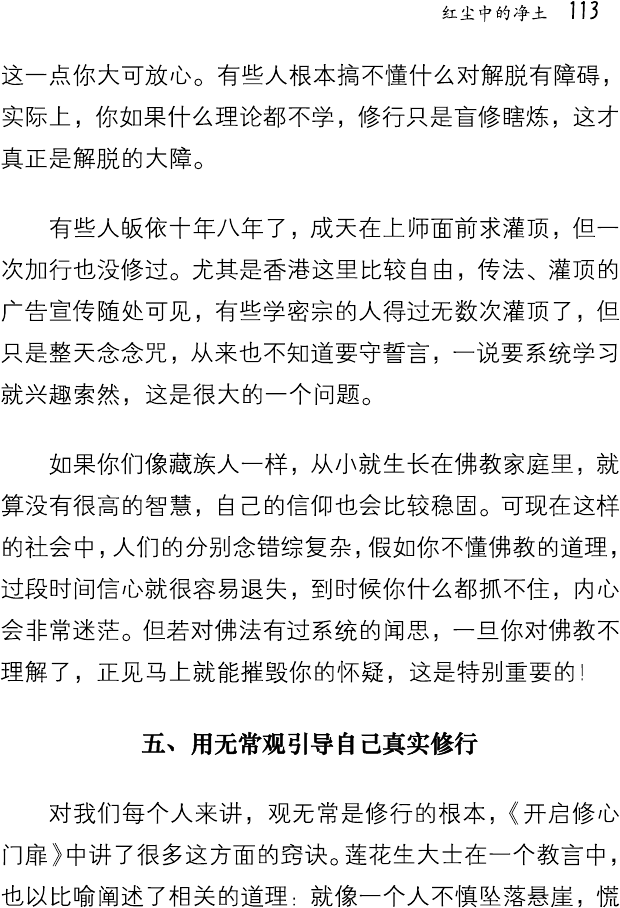 红尘中的净土 113
这一点你大可放心。有些人根本搞不懂什么对解脱有障碍，
实际上，你如果什么理论都不学，修行只是盲修瞎炼，这才
真正是解脱的大障。
有些人皈依十年八年了，成天在上师面前求灌顶，但一
次加行也没修过。尤其是香港这里比较自由，传法、灌顶的
广告宣传随处可见，有些学密宗的人得过无数次灌顶了，但
只是整天念念咒，从来也不知道要守誓言，一说要系统学习
就兴趣索然，这是很大的一个问题。
如果你们像藏族人一样，从小就生长在佛教家庭里，就
算没有很高的智慧，自己的信仰也会比较稳固。可现在这样
的社会中，人们的分别念错综复杂，假如你不懂佛教的道理，
过段时间信心就很容易退失，到时候你什么都抓不住，内心
会非常迷茫。但若对佛法有过系统的闻思，一旦你对佛教不
理解了，正见马上就能摧毁你的怀疑，这是特别重要的！
五、用无常观引导自己真实修行
对我们每个人来讲，观无常是修行的根本，《开启修心
门扉》中讲了很多这方面的窍诀。莲花生大士在一个教言中，
也以比喻阐述了相关的道理：就像一个人不慎坠落悬崖，慌